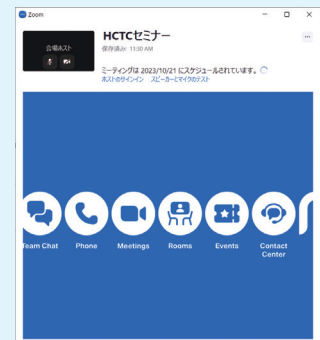 Zoom
HCTCセミナー
会場ホスト
開始済み: 11:30 AM
ミーティングは 2023/10/21 にスケジュールされています。
ホストのサインイン スピーカーとマイクのテスト
Team Chat
Phone
Meetings
Rooms
Events
Contact
Center